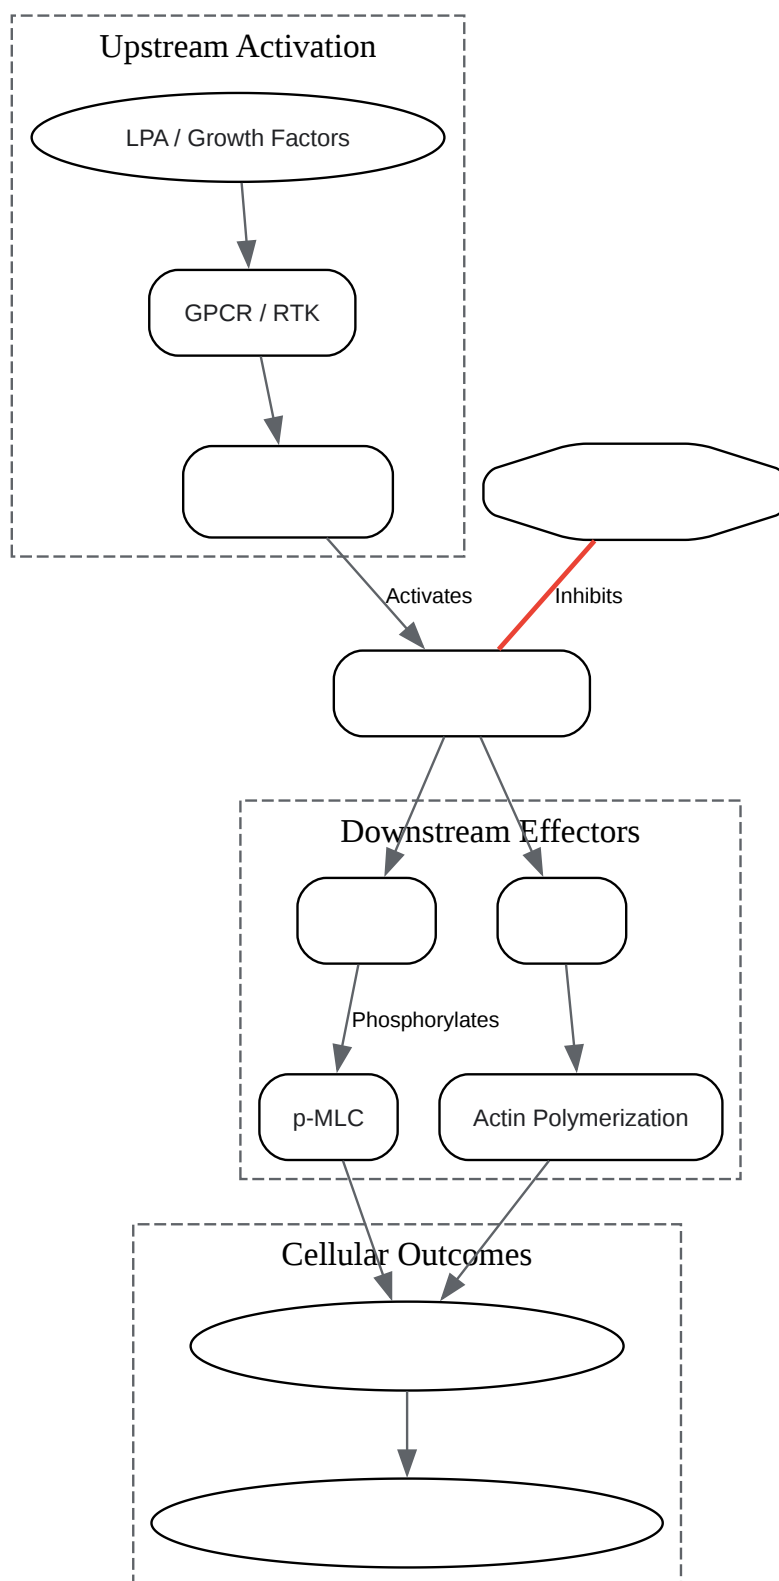 Upstream Activation
LPA / Growth Factors
GPCR / RTK
Activates
Inhibits
Downstream Effectors
Phosphorylates
p-MLC
Actin Polymerization
Cellular Outcomes